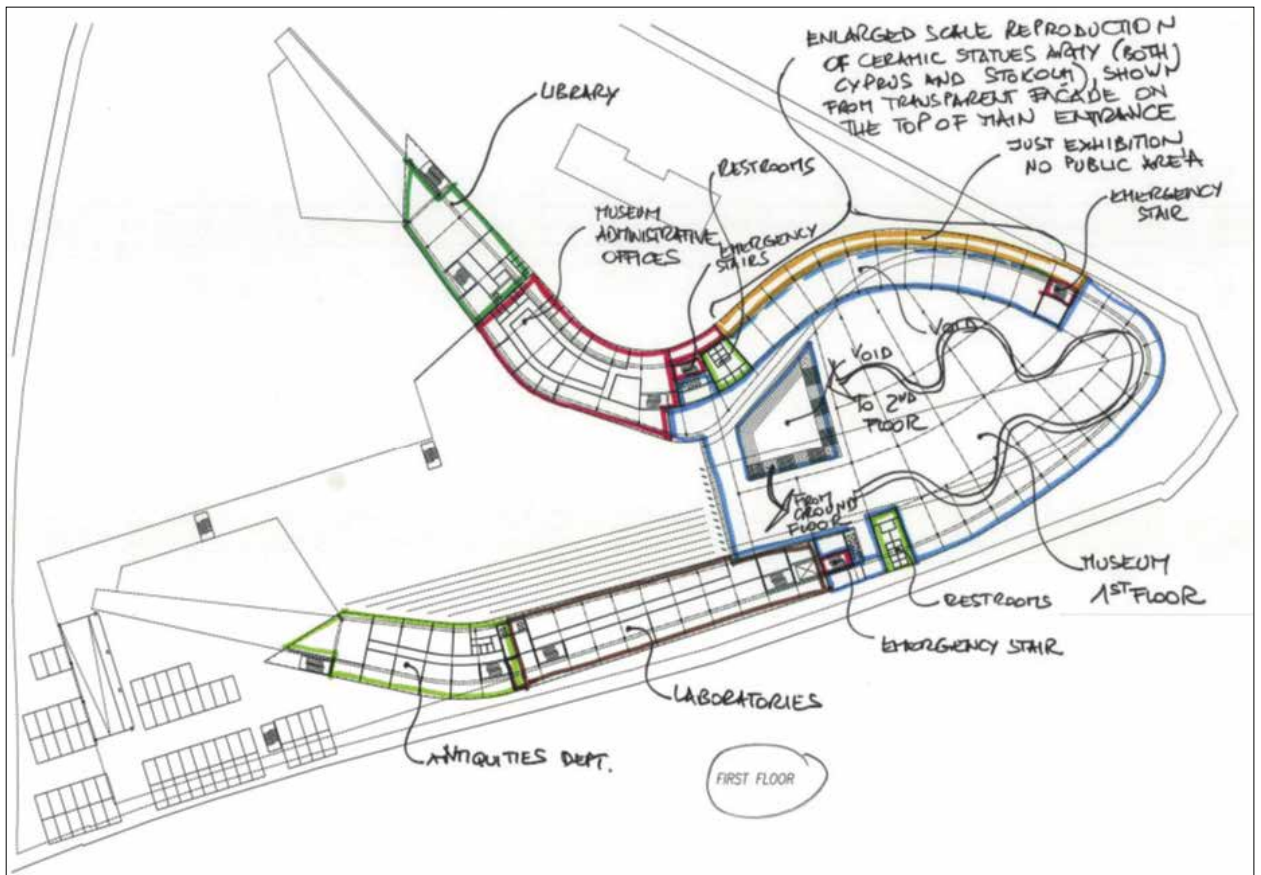 ENLARGED SCALE REPRODUCTION
OF CERAMIC STATUES ARMY (BOTH
CYPRUS AND STOKOLM), SHOWN
FROM TRANSPARENT FAÇADE ON
THE TOP OF MAIN ENTRANCE
JUST EXHIBITION
NO PUBLIC AREA
EMERGENCY
STAIR
LIBRARY
RESTROOMS
MUSEUM
ADMINISTRATIVE
OFFICES
EMERGENCY
STAIRS
VOID
VOID
TO 2ND
FLOOR
FROM
GROUND
FLOOR
MUSEUM
1ST FLOOR
RESTROOMS
EMERGENCY STAIR
LABORATORIES
ANTIQUITIES DEPT.
FIRST FLOOR